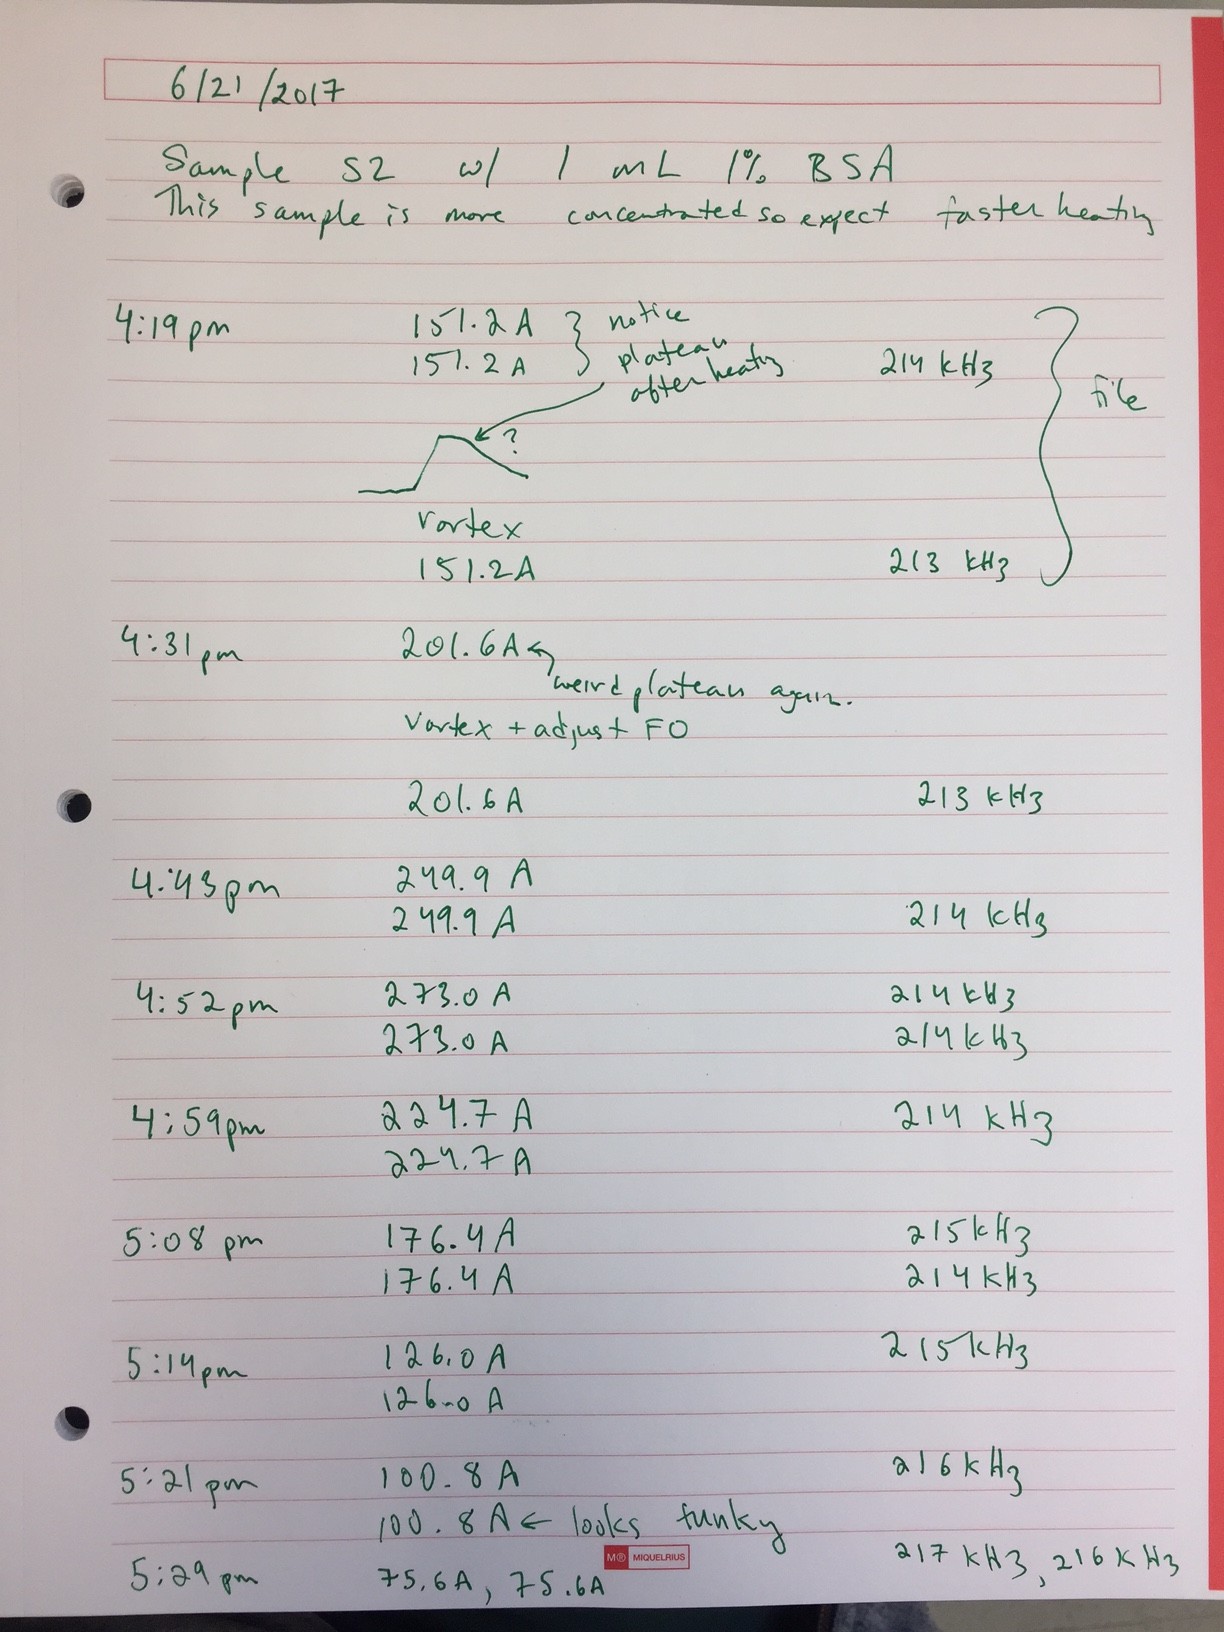 6/21/2017
Sample S2 w/ 1 mL 1% BSA
This sample is more concentrated so expect faster heating
4:19pm 151.2 A } notice
151.2 A plateau 214 kHz
after heating file
?
vortex
151.2A 213 kHz
4:31pm 201.6A
weird plateau again.
Vortex + adjust FO
201.6 A 213 kHz
4:43pm 249.9 A
249.9 A 214 kHz
4:52pm 273.0 A 214 kHz
273.0 A 214 kHz
4:59pm 224.7 A 214 kHz
224.7 A
5:08 pm 176.4 A 215 kHz
176.4 A 214 kHz
5:14pm 126.0 A 215 kHz
126.0 A
5:21 pm 100.8 A 216 kHz
100.8 A ← looks funky
M® MIQUELRIUS
5:29 pm 75.6A, 75.6A 217 kHz, 216 kHz